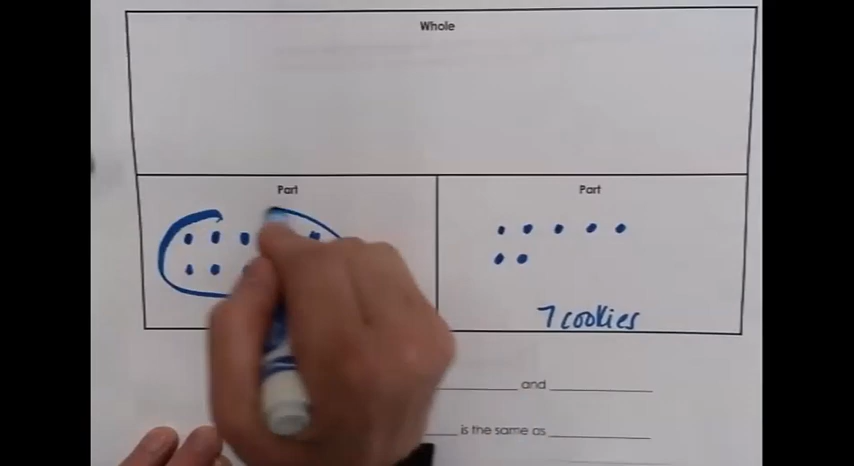 Whole
Part
Part
7 cookies
and
is the same as